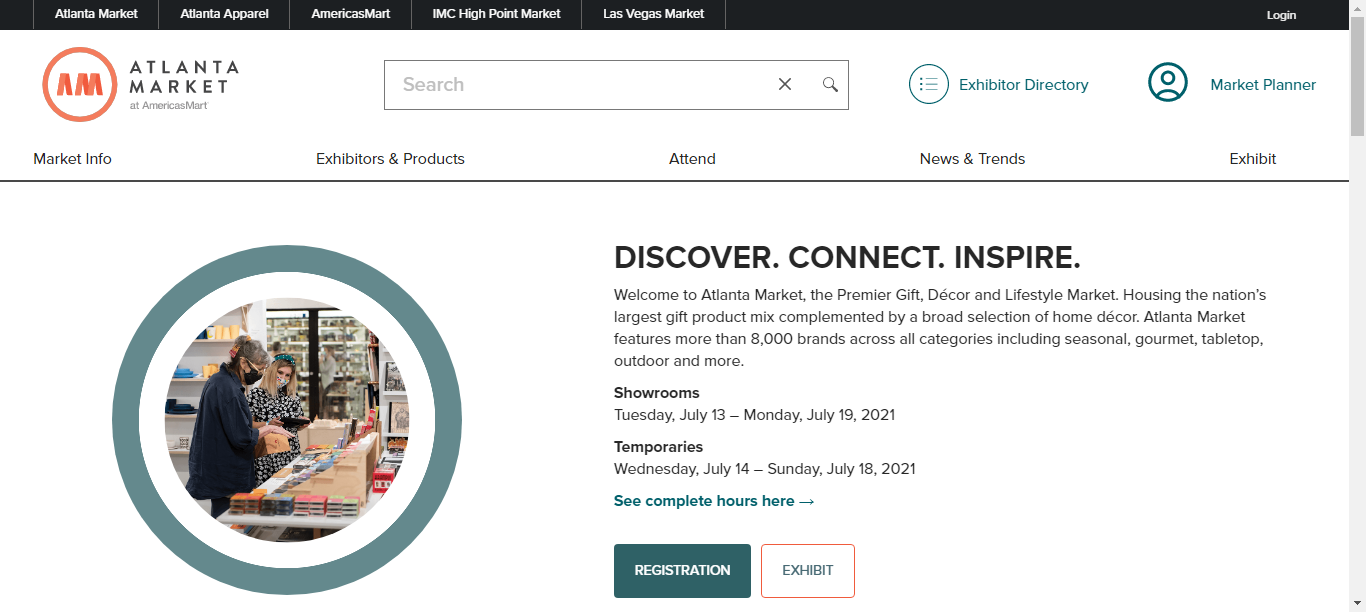 Atlanta Market
Atlanta Apparel
AmericasMart
IMC High Point Market
Las Vegas Market
Login
AM
ATLANTA
MARKET
at AmericasMart
Search
Exhibitor Directory
Market Planner
Market Info
Exhibitors & Products
Attend
News & Trends
Exhibit
DISCOVER. CONNECT. INSPIRE.
Welcome to Atlanta Market, the Premier Gift, Décor and Lifestyle Market. Housing the nation’s
largest gift product mix complemented by a broad selection of home décor. Atlanta Market
features more than 8,000 brands across all categories including seasonal, gourmet, tabletop,
outdoor and more.
Showrooms
Tuesday, July 13 – Monday, July 19, 2021
Temporaries
Wednesday, July 14 – Sunday, July 18, 2021
See complete hours here →
REGISTRATION
EXHIBIT